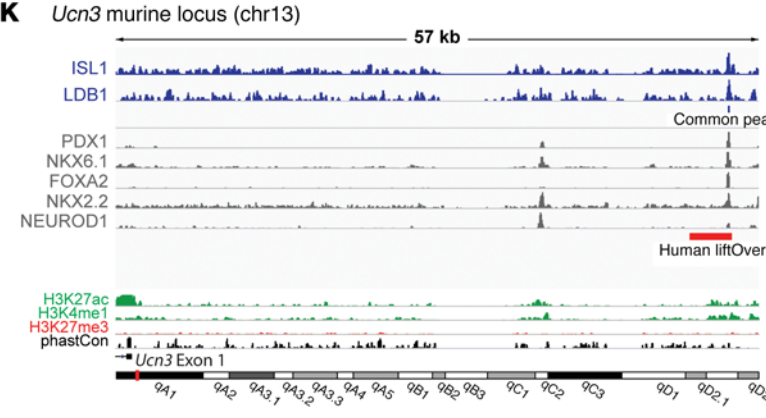 K Ucn3 murine locus (chr13)
57 kb
ISL1
LDB1
Common pea
PDX1
NKX6.1
FOXA2
NKX2.2
NEUROD1
Human liftOver
H3K27ac
H3K4me1
H3K27me3
phastCon
Ucn3 Exon 1
qA1 qA2 qA3.1 qA3.2 qA3.3 qA4 qA5 qB1 qB2 qB3 qC1 qC2 qC3 qD1 qD2.1